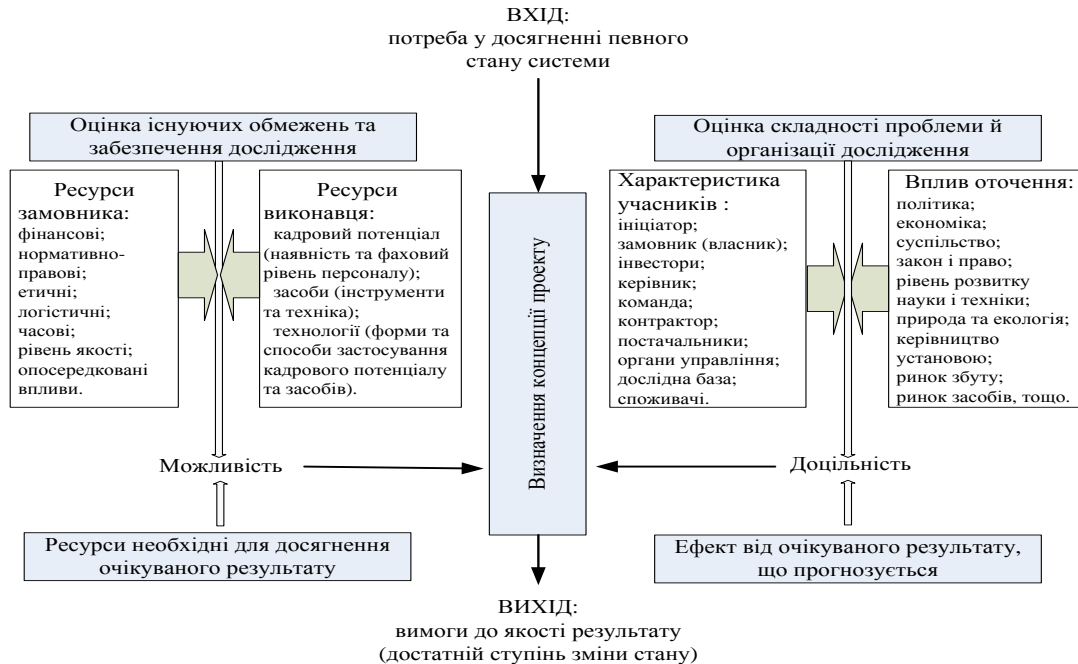 ВХІД:
потреба у досягненні певного
стану системи
Оцінка існуючих обмежень та
забезпечення дослідження
Ресурси
замовника:
фінансові;
нормативно-
правові;
етичні;
логістичні;
часові;
рівень якості;
опосередковані
впливи.
Ресурси
виконавця:
кадровий потенціал
(наявність та фаховий
рівень персоналу);
засоби (інструменти
та техніка);
технології (форми та
способи застосування
кадрового потенціалу
та засобів).
Можливість
Ресурси необхідні для досягнення
очікуваного результату
Визначення концепції проекту
Оцінка складності проблеми й
організації дослідження
Характеристика
учасників :
ініціатор;
замовник (власник);
інвестори;
керівник;
команда;
контрактор;
постачальники;
органи управління;
дослідна база;
споживачі.
Вплив оточення:
політика;
економіка;
суспільство;
закон і право;
рівень розвитку
науки і техніки;
природа та екологія;
керівництво
установою;
ринок збуту;
ринок засобів, тощо.
Доцільність
Ефект від очікуваного результату,
що прогнозується
ВИХІД:
вимоги до якості результату
(достатній ступінь зміни стану)